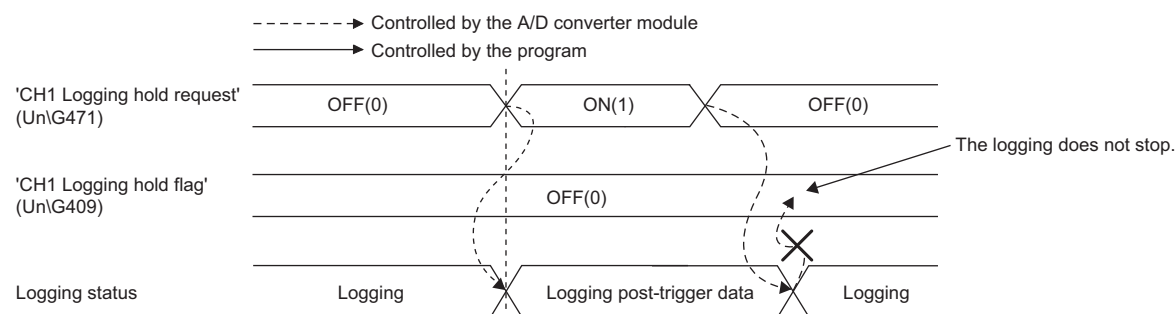 Controlled by the A/D converter module
Controlled by the program
'CH1 Logging hold request'
(Un\G471)
OFF(0)
ON(1)
OFF(0)
The logging does not stop.
'CH1 Logging hold flag'
(Un\G409)
OFF(0)
Logging status
Logging
Logging post-trigger data
Logging